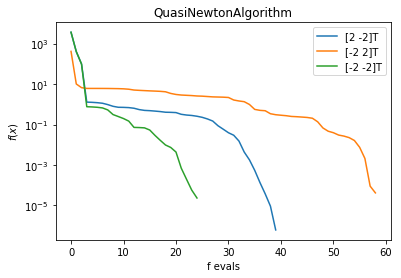 QuasiNewtonAlgorithm
[2 -2]T
[-2 2]T
[-2 -2]T
f(x)
10³
10¹
10⁻¹
10⁻³
10⁻⁵
0 10 20 30 40 50 60
f evals